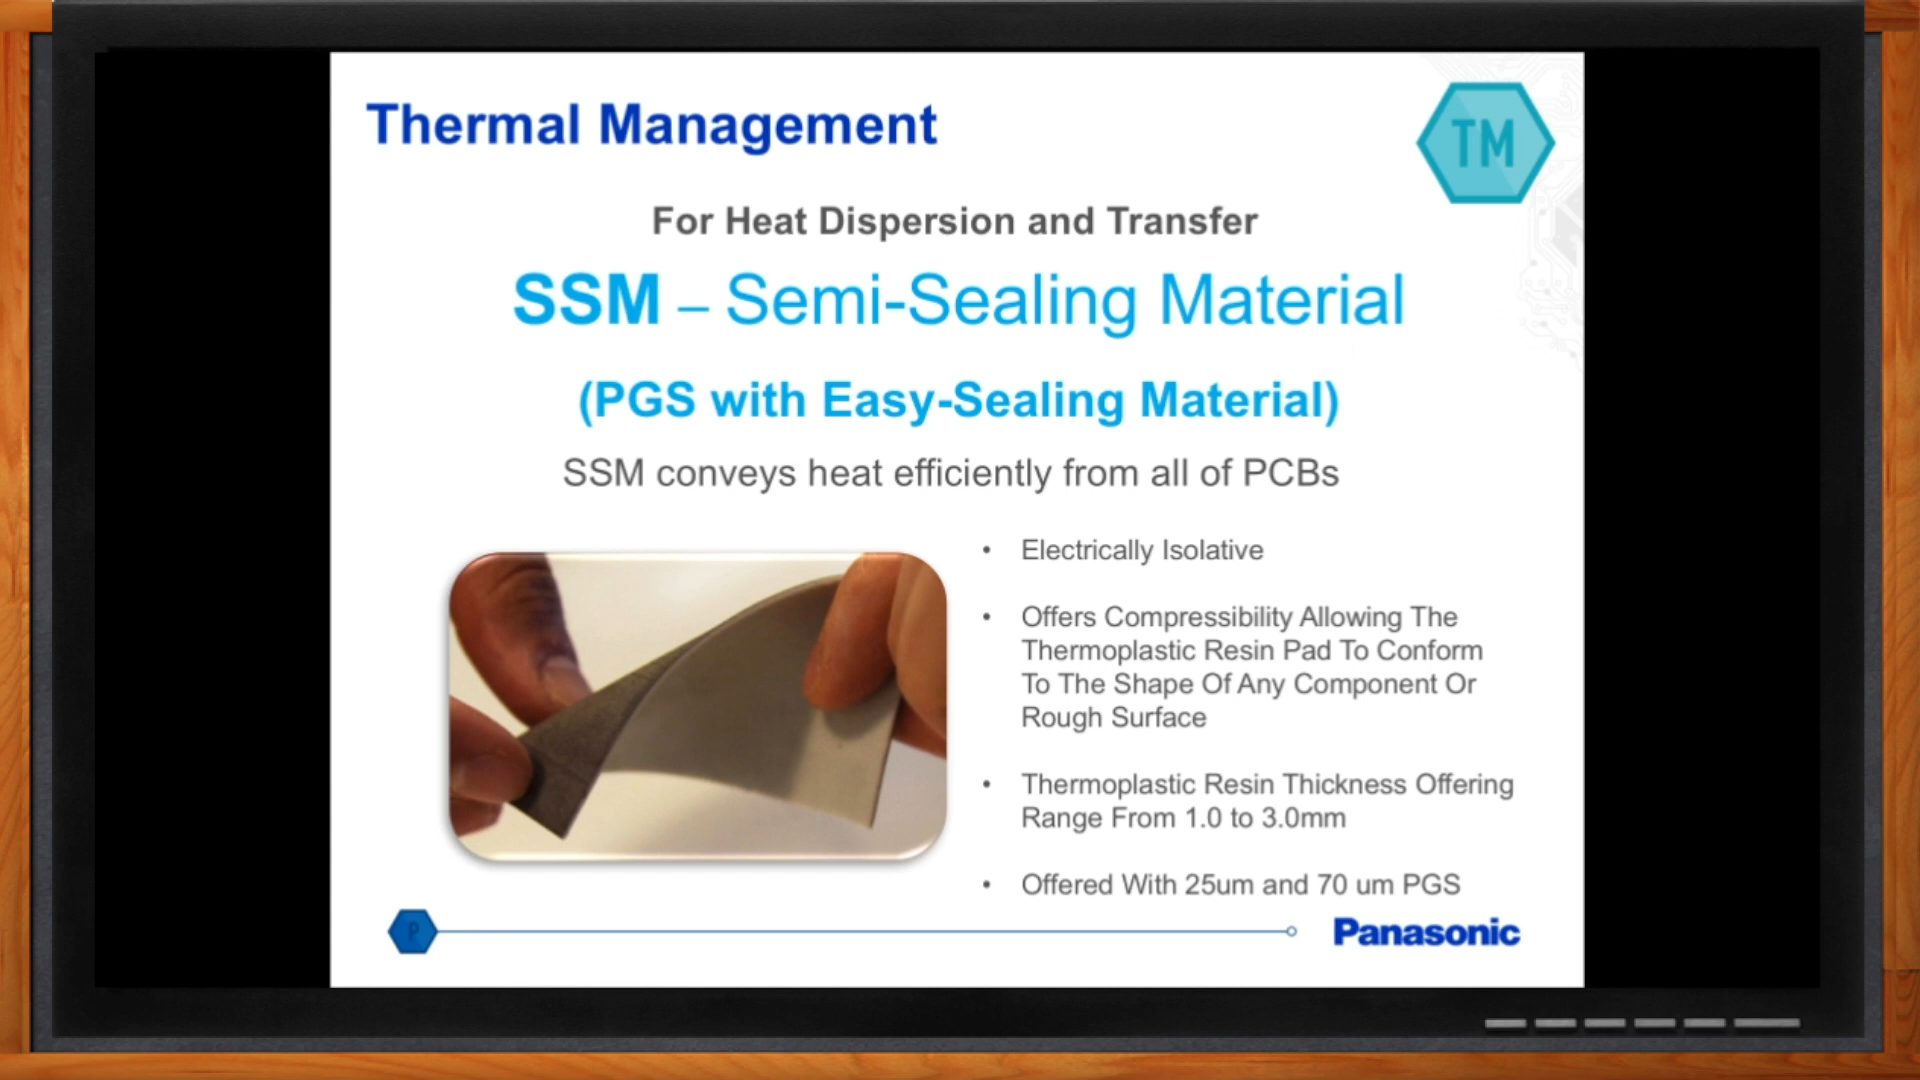 Thermal Management
TM
For Heat Dispersion and Transfer
SSM – Semi-Sealing Material
(PGS with Easy-Sealing Material)
SSM conveys heat efficiently from all of PCBs
• Electrically Isolative
• Offers Compressibility Allowing The
Thermoplastic Resin Pad To Conform
To The Shape Of Any Component Or
Rough Surface
• Thermoplastic Resin Thickness Offering
Range From 1.0 to 3.0mm
• Offered With 25um and 70 um PGS
P
Panasonic